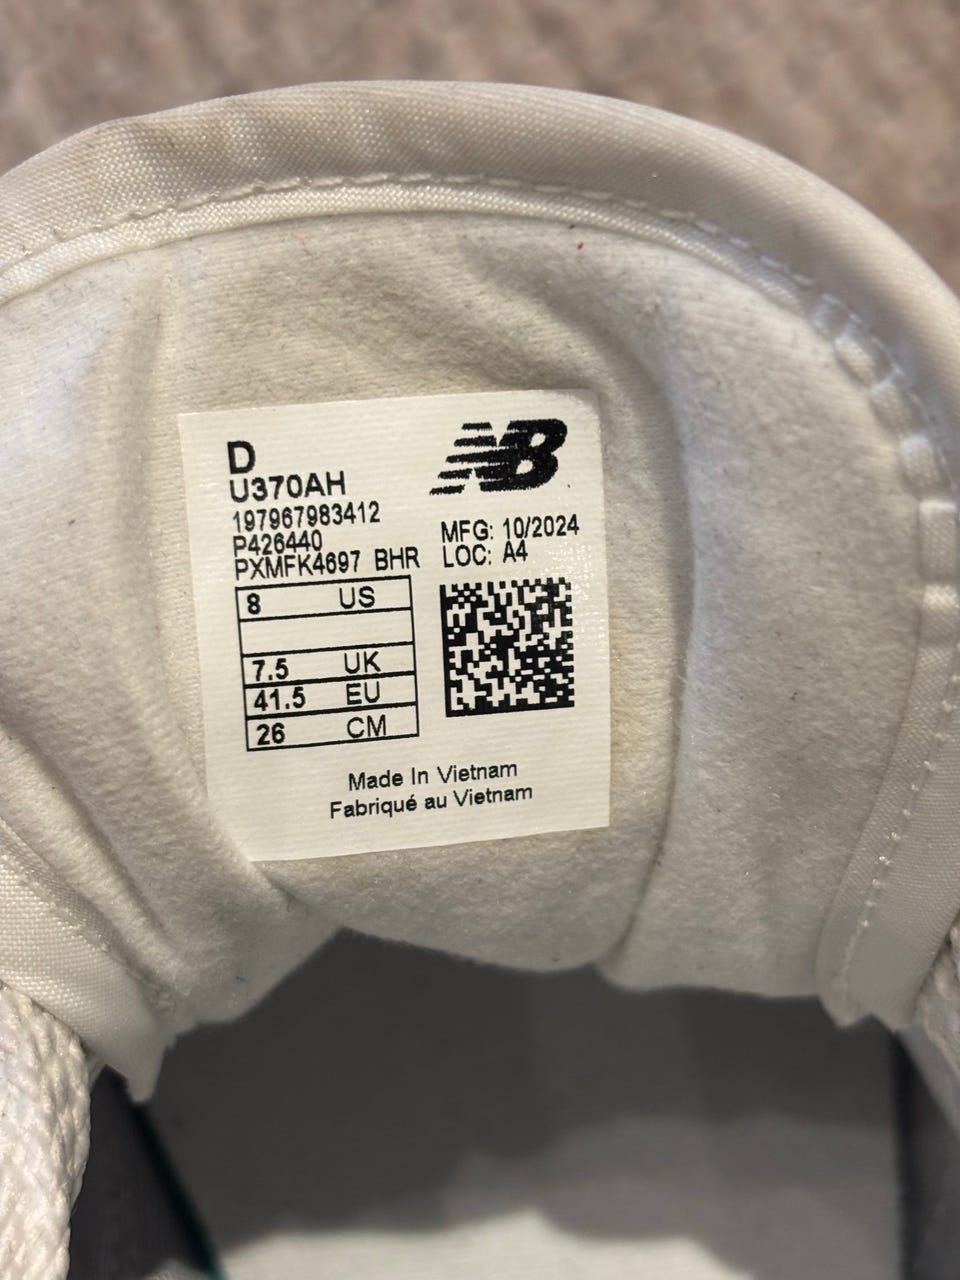 D
NB
U370AH
197967983412
P426440
PXMFK4697 BHR
MFG: 10/2024
LOC: A4
8 US
7.5 UK
41.5 EU
26 CM
Made In Vietnam
Fabriqué au Vietnam